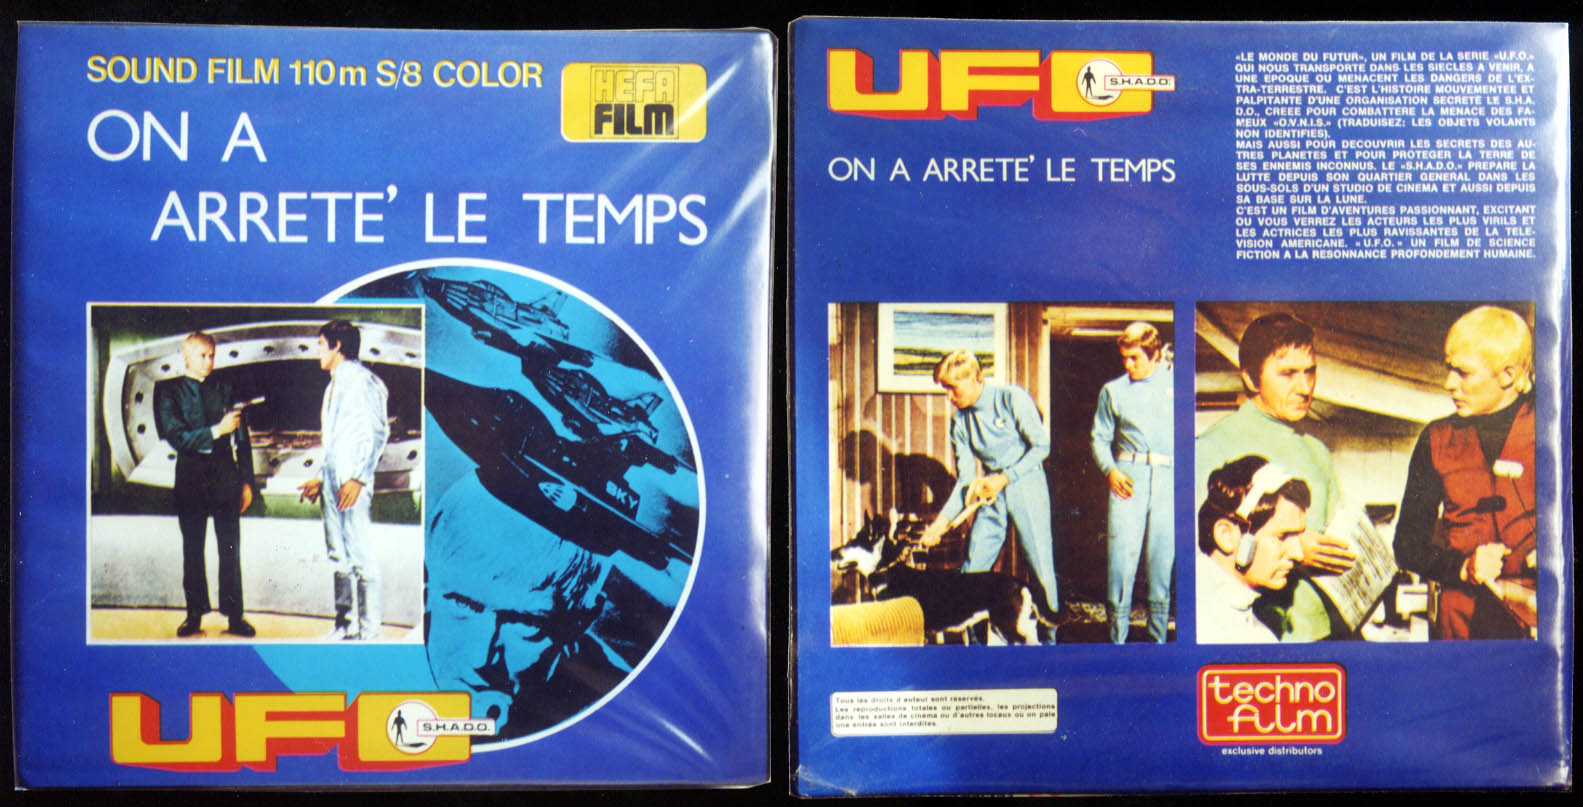 SOUND FILM 110m S/8 COLOR
HEFA
FILM
ON A
ARRETE' LE TEMPS
SKY
UFO
S.H.A.D.O.
UFO
S.H.A.D.O.
ON A ARRETE' LE TEMPS
«LE MONDE DU FUTUR», UN FILM DE LA SERIE «U.F.O.»
QUI NOUS TRANSPORTE DANS LES SIECLES A VENIR, A
UNE EPOQUE OU MENACENT LES DANGERS DE L'EX-
TRA-TERRESTRE. C'EST L'HISTOIRE MOUVEMENTEE ET
PALPITANTE D'UNE ORGANISATION SECRETE LE S.H.A.
D.O., CREEE POUR COMBATTERE LA MENACE DES FA-
MEUX «O.V.N.I.S.» (TRADUISEZ: LES OBJETS VOLANTS
NON IDENTIFIES).
MAIS AUSSI POUR DECOUVRIR LES SECRETS DES AU-
TRES PLANETES ET POUR PROTEGER LA TERRE DE
SES ENNEMIS INCONNUS. LE «S.H.A.D.O.» PREPARE LA
LUTTE DEPUIS SON QUARTIER GENERAL DANS LES
SOUS-SOLS D'UN STUDIO DE CINEMA ET AUSSI DEPUIS
SA BASE SUR LA LUNE.
C'EST UN FILM D'AVENTURES PASSIONNANT, EXCITANT
OU VOUS VERREZ LES ACTEURS LES PLUS VIRILS ET
LES ACTRICES LES PLUS RAVISSANTES DE LA TELE-
VISION AMERICANE. «U.F.O.» UN FILM DE SCIENCE
FICTION A LA RESONNANCE PROFONDEMENT HUMAINE.
Tous les droits d'auteur sont réservés.
Les reproductions totales ou partielles, les projections
dans les salles de cinéma ou d'autres locaux où on paie
une entrée sont interdites.
techno
film
exclusive distributors